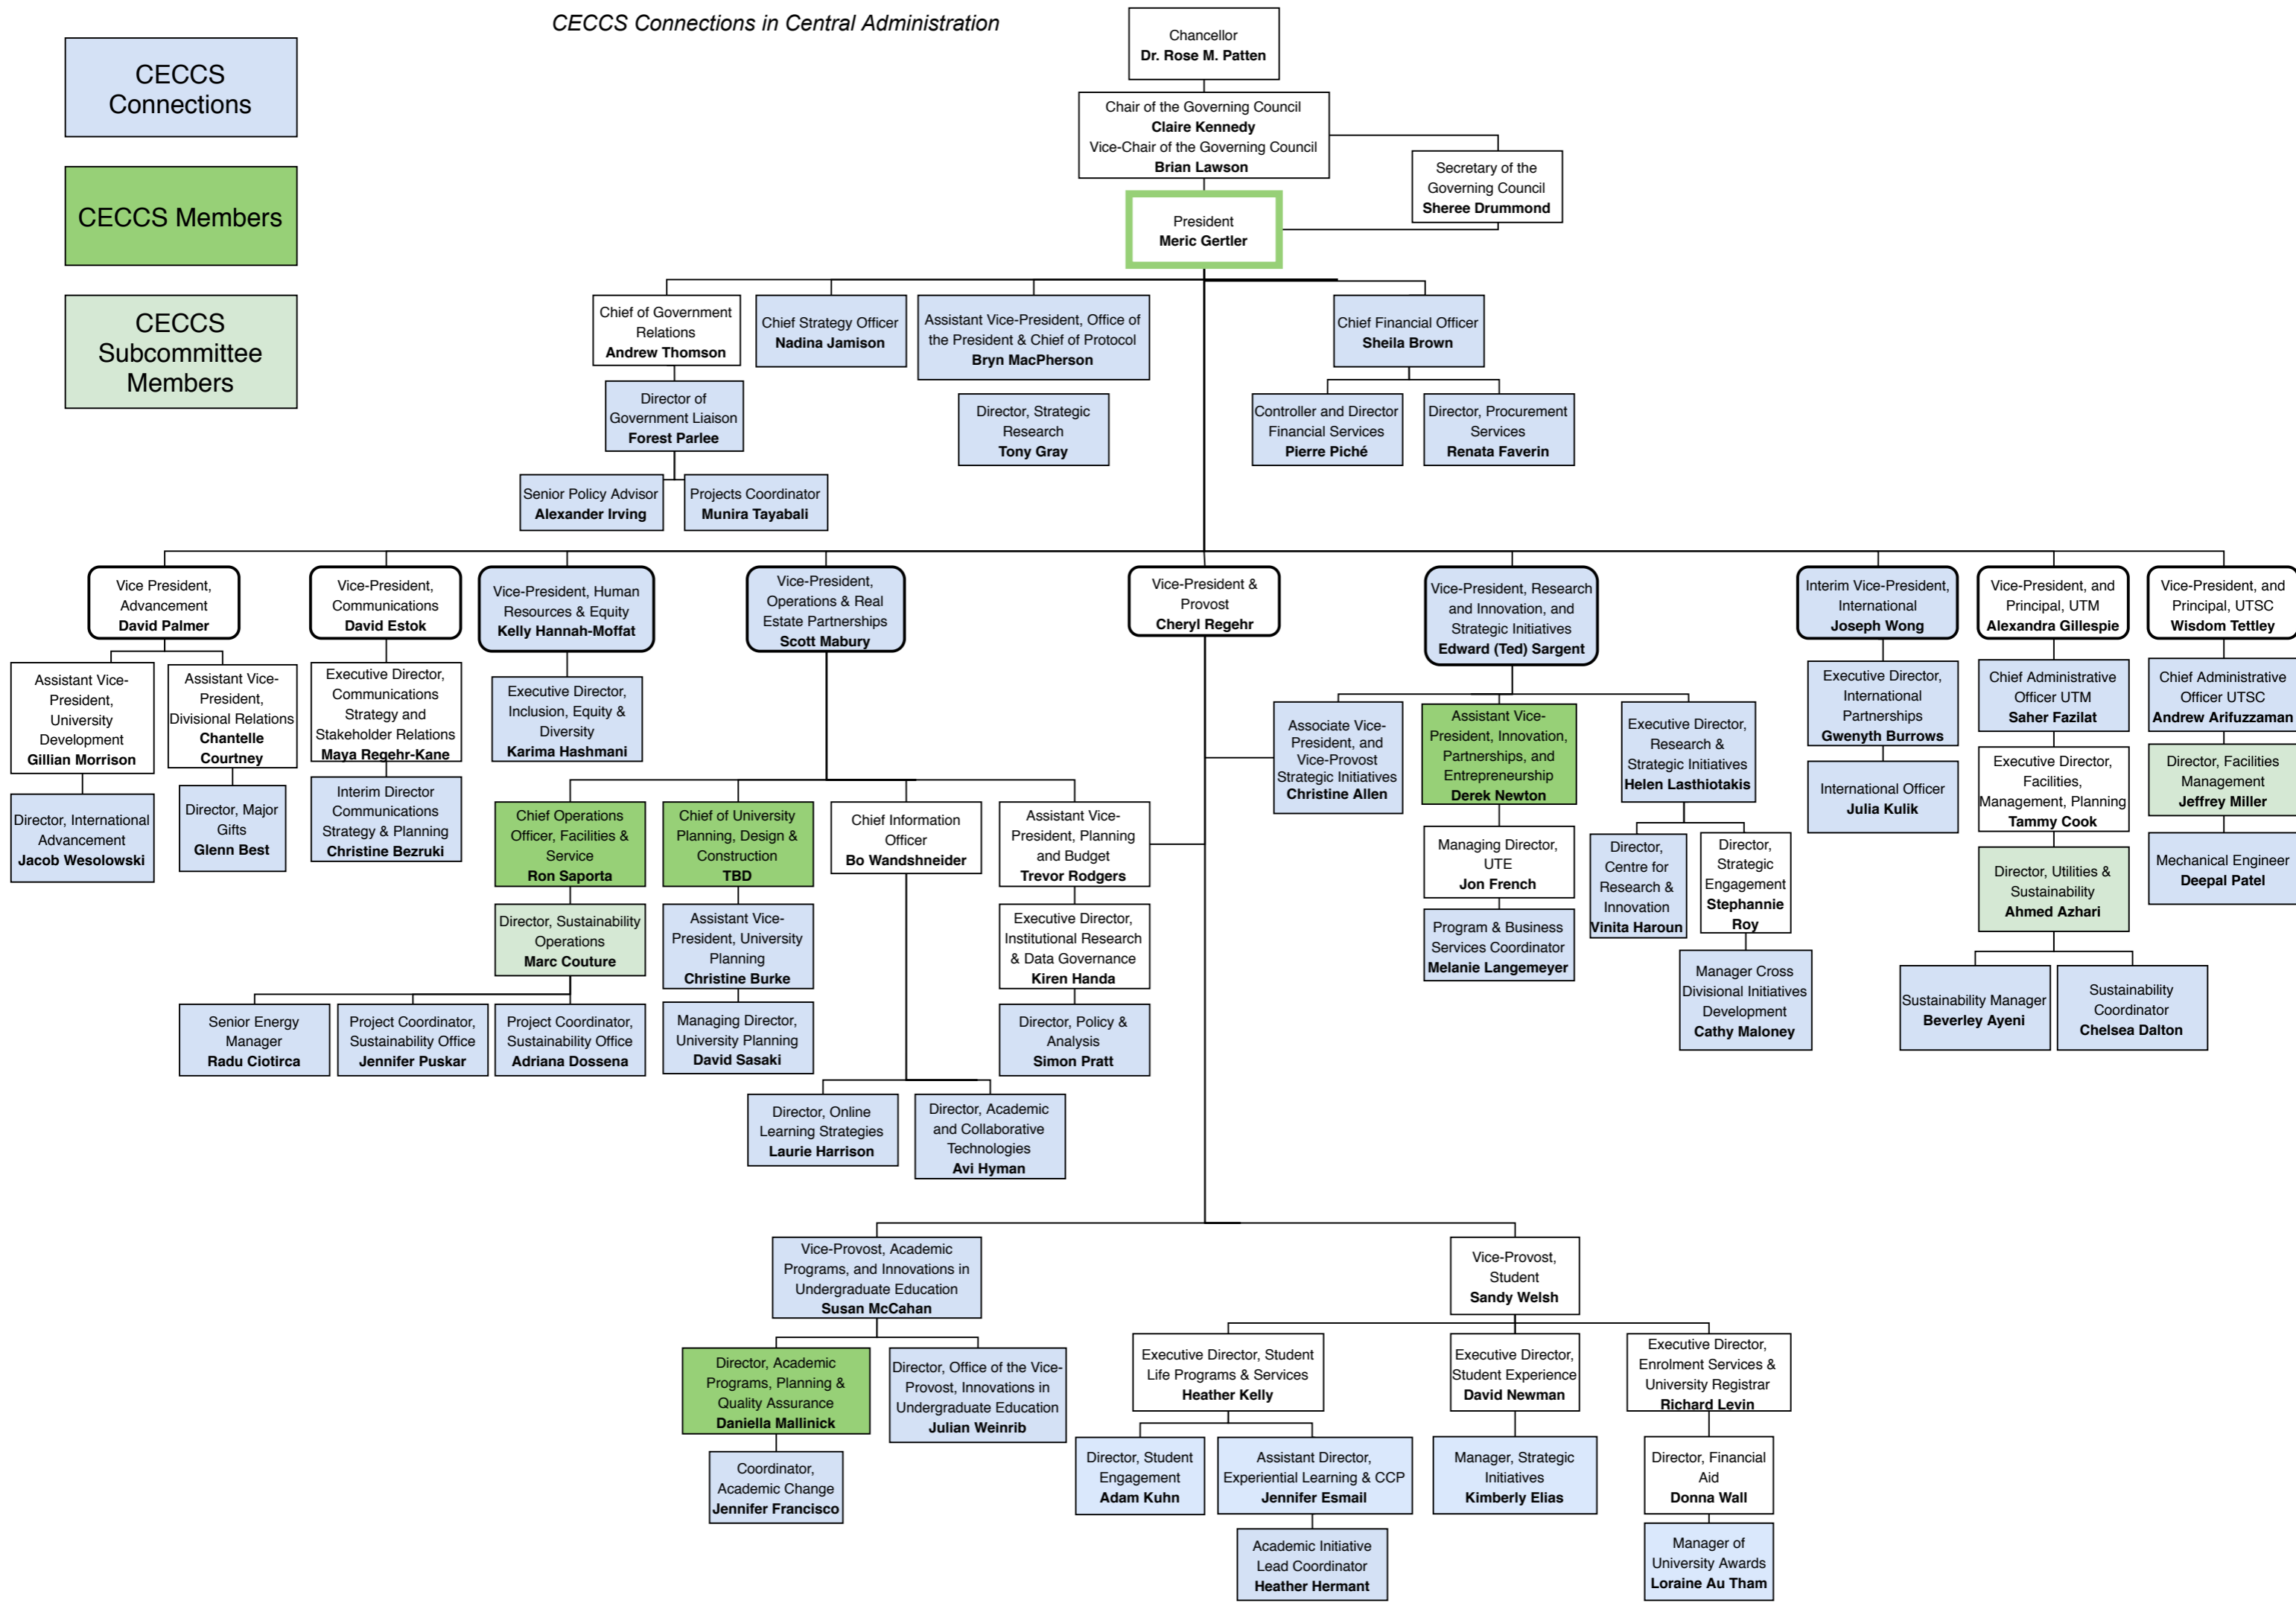 CECCS Connections in Central Administration
CECCS
Connections
CECCS Members
CECCS
Subcommittee
Members
Chancellor
Dr. Rose M. Patten
Chair of the Governing Council
Claire Kennedy
Vice-Chair of the Governing Council
Brian Lawson
Secretary of the
Governing Council
Sheree Drummond
President
Meric Gertler
Chief of Government
Relations
Andrew Thomson
Chief Strategy Officer
Nadina Jamison
Assistant Vice-President, Office of
the President & Chief of Protocol
Bryn MacPherson
Chief Financial Officer
Sheila Brown
Director of
Government Liaison
Forest Parlee
Director, Strategic
Research
Tony Gray
Controller and Director
Financial Services
Pierre Piché
Director, Procurement
Services
Renata Faverin
Senior Policy Advisor
Alexander Irving
Projects Coordinator
Munira Tayabali
Vice President,
Advancement
David Palmer
Vice-President,
Communications
David Estok
Vice-President, Human
Resources & Equity
Kelly Hannah-Moffat
Vice-President,
Operations & Real
Estate Partnerships
Scott Mabury
Vice-President &
Provost
Cheryl Regehr
Vice-President, Research
and Innovation, and
Strategic Initiatives
Edward (Ted) Sargent
Interim Vice-President,
International
Joseph Wong
Vice-President, and
Principal, UTM
Alexandra Gillespie
Vice-President, and
Principal, UTSC
Wisdom Tettley
Assistant Vice-
President,
University
Development
Gillian Morrison
Assistant Vice-
President,
Divisional Relations
Chantelle
Courtney
Executive Director,
Communications
Strategy and
Stakeholder Relations
Maya Regehr-Kane
Executive Director,
Inclusion, Equity &
Diversity
Karima Hashmani
Associate Vice-
President, and
Vice-Provost
Strategic Initiatives
Christine Allen
Assistant Vice-
President, Innovation,
Partnerships, and
Entrepreneurship
Derek Newton
Executive Director,
Research &
Strategic Initiatives
Helen Lasthiotakis
Executive Director,
International
Partnerships
Gwenyth Burrows
Chief Administrative
Officer UTM
Saher Fazilat
Chief Administrative
Officer UTSC
Andrew Arifuzzaman
Director, International
Advancement
Jacob Wesolowski
Director, Major
Gifts
Glenn Best
Interim Director
Communications
Strategy & Planning
Christine Bezruki
Chief Operations
Officer, Facilities &
Service
Ron Saporta
Chief of University
Planning, Design &
Construction
TBD
Chief Information
Officer
Bo Wandshneider
Assistant Vice-
President, Planning
and Budget
Trevor Rodgers
Managing Director,
UTE
Jon French
Director,
Centre for
Research &
Innovation
Vinita Haroun
Director,
Strategic
Engagement
Stephannie
Roy
International Officer
Julia Kulik
Executive Director,
Facilities,
Management, Planning
Tammy Cook
Director, Facilities
Management
Jeffrey Miller
Director, Sustainability
Operations
Marc Couture
Assistant Vice-
President, University
Planning
Christine Burke
Executive Director,
Institutional Research
& Data Governance
Kiren Handa
Program & Business
Services Coordinator
Melanie Langemeyer
Manager Cross
Divisional Initiatives
Development
Cathy Maloney
Director, Utilities &
Sustainability
Ahmed Azhari
Mechanical Engineer
Deepal Patel
Senior Energy
Manager
Radu Ciotirca
Project Coordinator,
Sustainability Office
Jennifer Puskar
Project Coordinator,
Sustainability Office
Adriana Dossena
Managing Director,
University Planning
David Sasaki
Director, Policy &
Analysis
Simon Pratt
Sustainability Manager
Beverley Ayeni
Sustainability
Coordinator
Chelsea Dalton
Director, Online
Learning Strategies
Laurie Harrison
Director, Academic
and Collaborative
Technologies
Avi Hyman
Vice-Provost, Academic
Programs, and Innovations in
Undergraduate Education
Susan McCahan
Vice-Provost,
Student
Sandy Welsh
Director, Academic
Programs, Planning &
Quality Assurance
Daniella Mallinick
Director, Office of the Vice-
Provost, Innovations in
Undergraduate Education
Julian Weinrib
Executive Director, Student
Life Programs & Services
Heather Kelly
Executive Director,
Student Experience
David Newman
Executive Director,
Enrolment Services &
University Registrar
Richard Levin
Coordinator,
Academic Change
Jennifer Francisco
Director, Student
Engagement
Adam Kuhn
Assistant Director,
Experiential Learning & CCP
Jennifer Esmail
Manager, Strategic
Initiatives
Kimberly Elias
Director, Financial
Aid
Donna Wall
Academic Initiative
Lead Coordinator
Heather Hermant
Manager of
University Awards
Loraine Au Tham